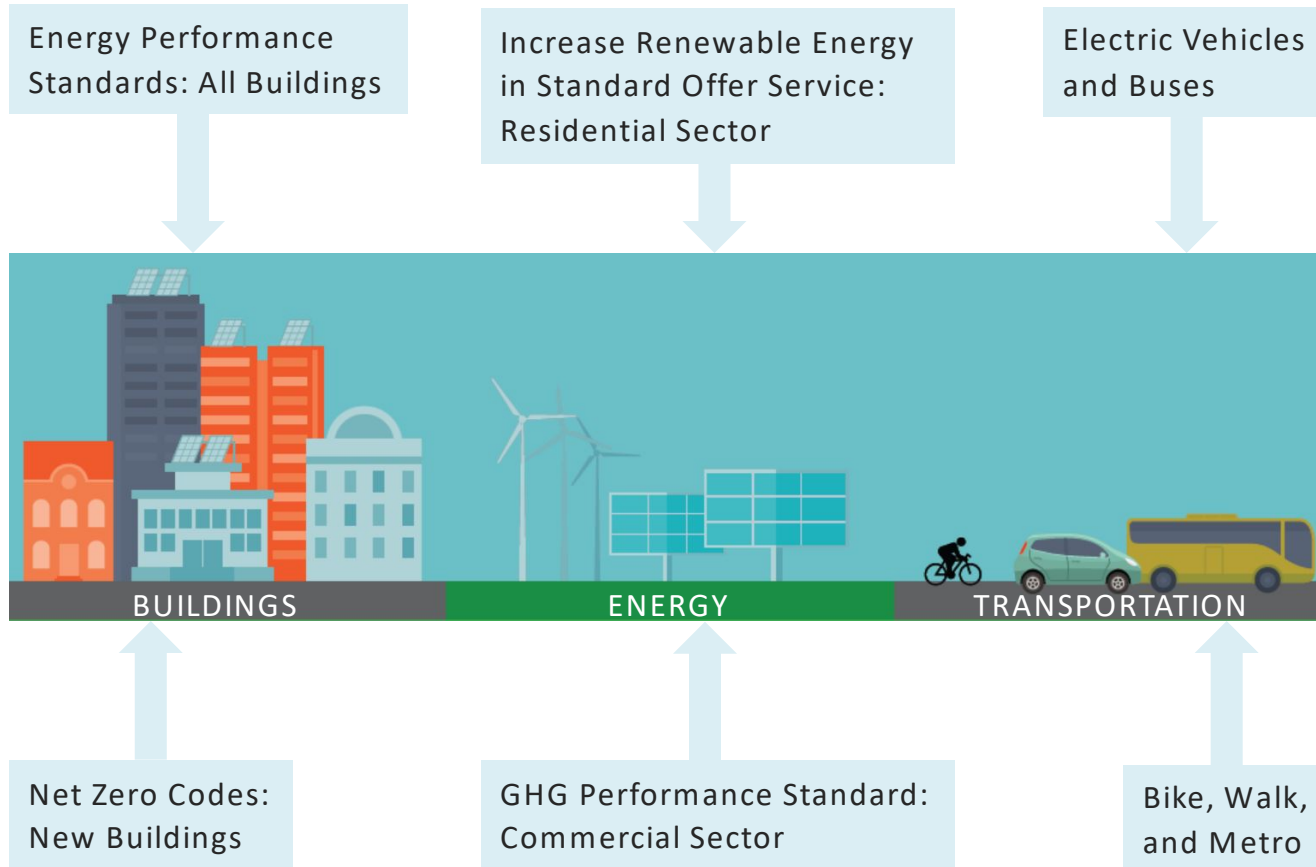 Energy Performance
Standards: All Buildings
Increase Renewable Energy
in Standard Offer Service:
Residential Sector
Electric Vehicles
and Buses
BUILDINGS
ENERGY
TRANSPORTATION
Net Zero Codes:
New Buildings
GHG Performance Standard:
Commercial Sector
Bike, Walk,
and Metro